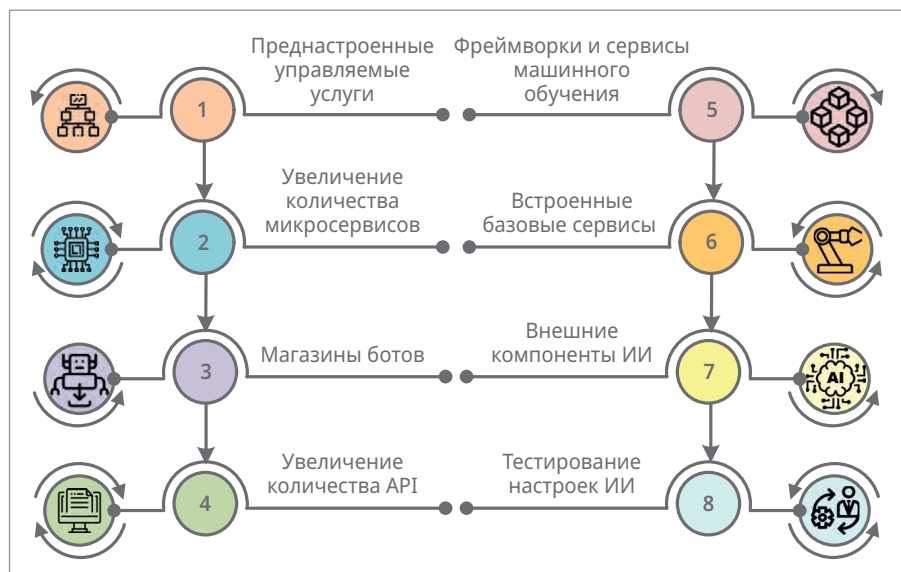 1
Преднастроенные
управляемые
услуги
2
Увеличение
количества
микросервисов
3
Магазины ботов
4
Увеличение
количества API
Фреймворки и сервисы
машинного
обучения
5
Встроенные
базовые сервисы
6
Внешние
компоненты ИИ
7
AI
Тестирование
настроек ИИ
8